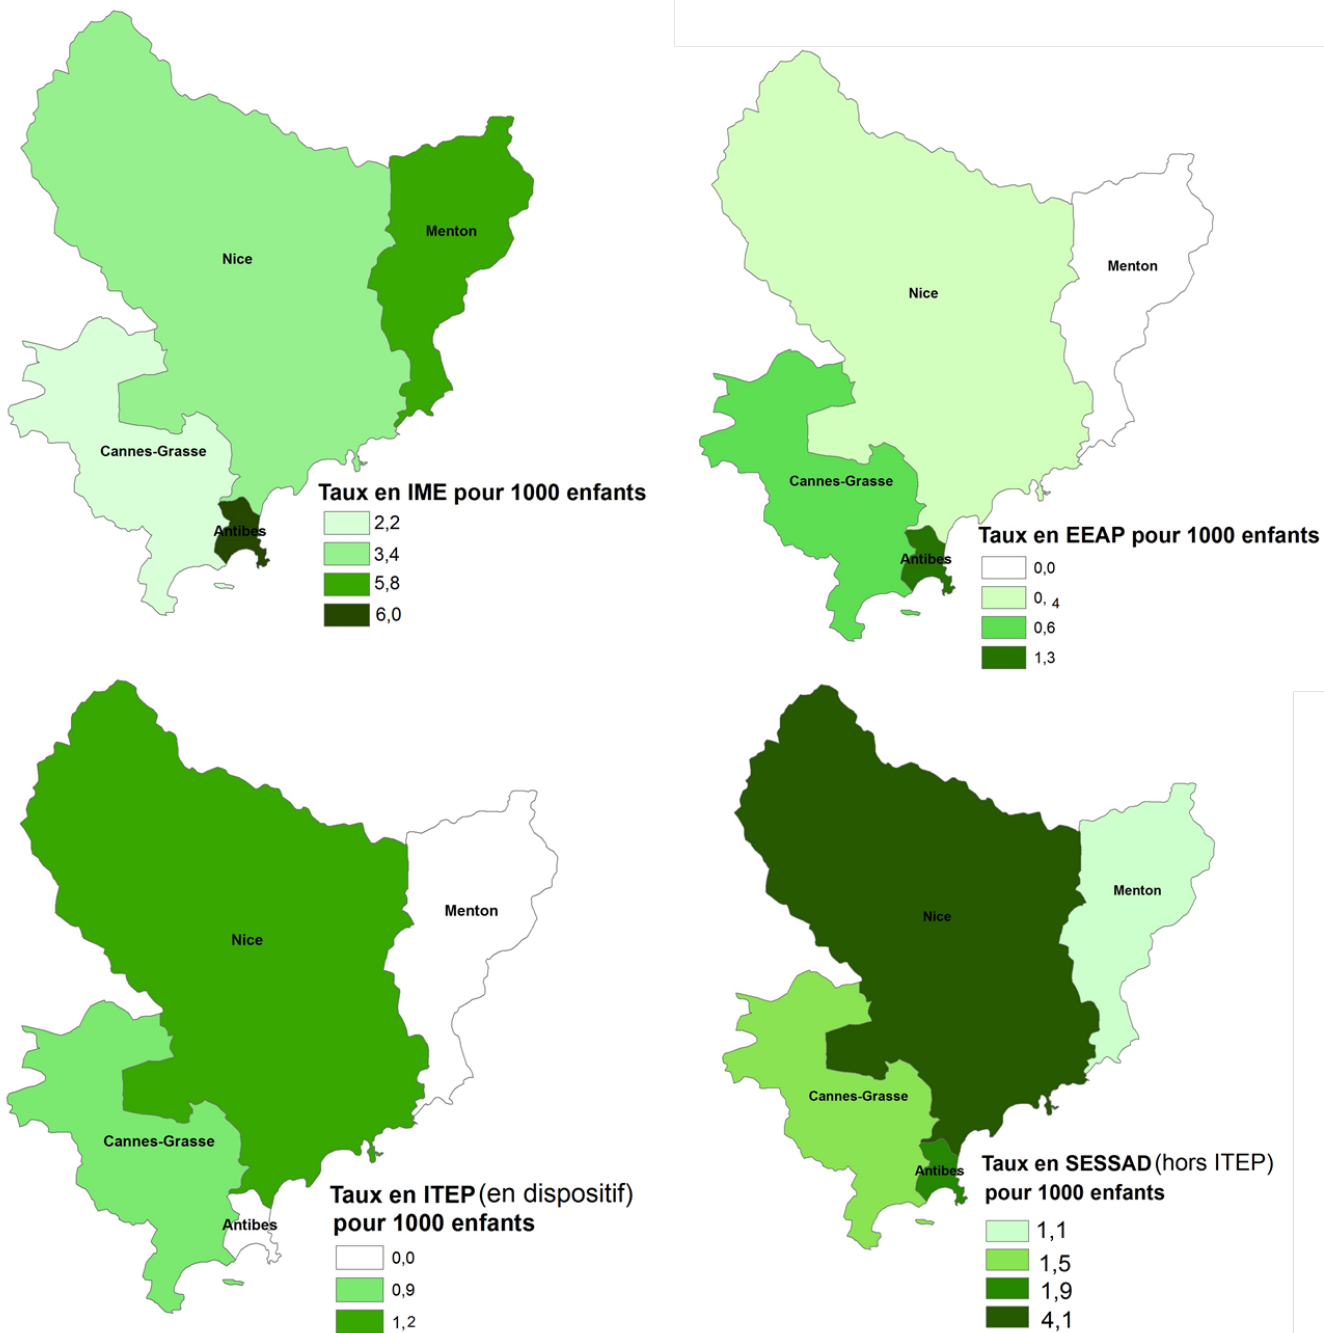 Nice
Menton
Cannes-Grasse
Antibes
Taux en IME pour 1000 enfants
2,2
3,4
5,8
6,0
Nice
Menton
Cannes-Grasse
Antibes
Taux en EEAP pour 1000 enfants
0,0
0, 4
0,6
1,3
Nice
Menton
Cannes-Grasse
Antibes
Taux en ITEP (en dispositif)
pour 1000 enfants
0,0
0,9
1,2
Nice
Menton
Cannes-Grasse
Antibes
Taux en SESSAD (hors ITEP)
pour 1000 enfants
1,1
1,5
1,9
4,1